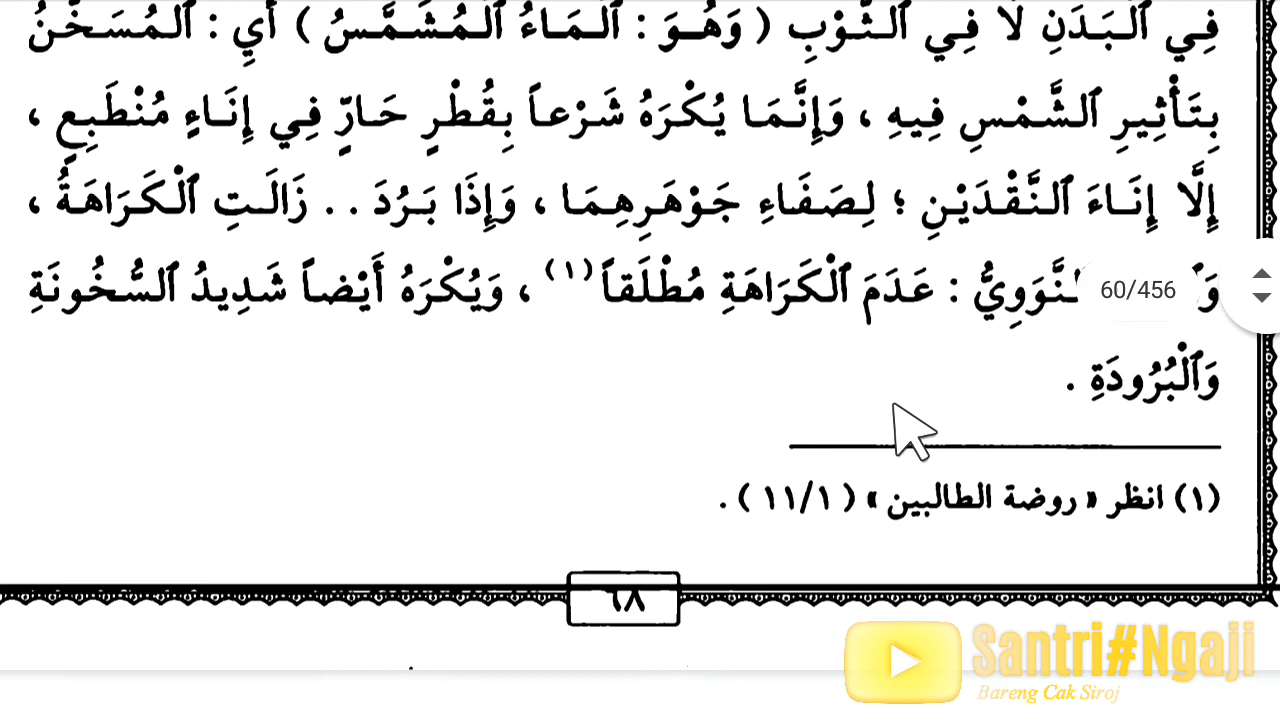 فِي ٱلْبَدَنِ لَا فِي ٱلثَّوْبِ ( وَهُوَ : ٱلْمَاءُ ٱلْمُشَمَّسُ ) أَيِ : ٱلْمُسَخَّنُ
بِتَأْثِيرِ ٱلشَّمْسِ فِيهِ ، وَإِنَّمَا يُكْرَهُ شَرْعاً بِقُطْرٍ حَارٍّ فِي إِنَاءٍ مُنْطَبِعٍ ،
إِلَّا إِنَاءَ ٱلنَّقْدَيْنِ ؛ لِصَفَاءِ جَوْهَرِهِمَا ، وَإِذَا بَرُدَ . . زَالَتِ ٱلْكَرَاهَةُ ،
ٱلنَّوَوِيُّ : عَدَمَ ٱلْكَرَاهَةِ مُطْلَقاً (١) ، وَيُكْرَهُ أَيْضاً شَدِيدُ ٱلسُّخُونَةِ
60/456
وَٱلْبُرُودَةِ .
(١) انظر « روضة الطالبين » ( ١١/١ ) .
٦٨
Santri#Ngaji
Bareng Cak Siroj